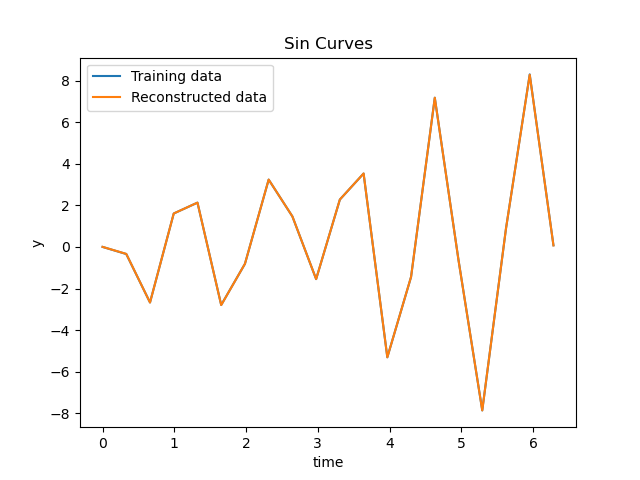 Sin Curves
Training data
Reconstructed data
8
6
4
2
0
−2
−4
−6
−8
y
0 1 2 3 4 5 6
time